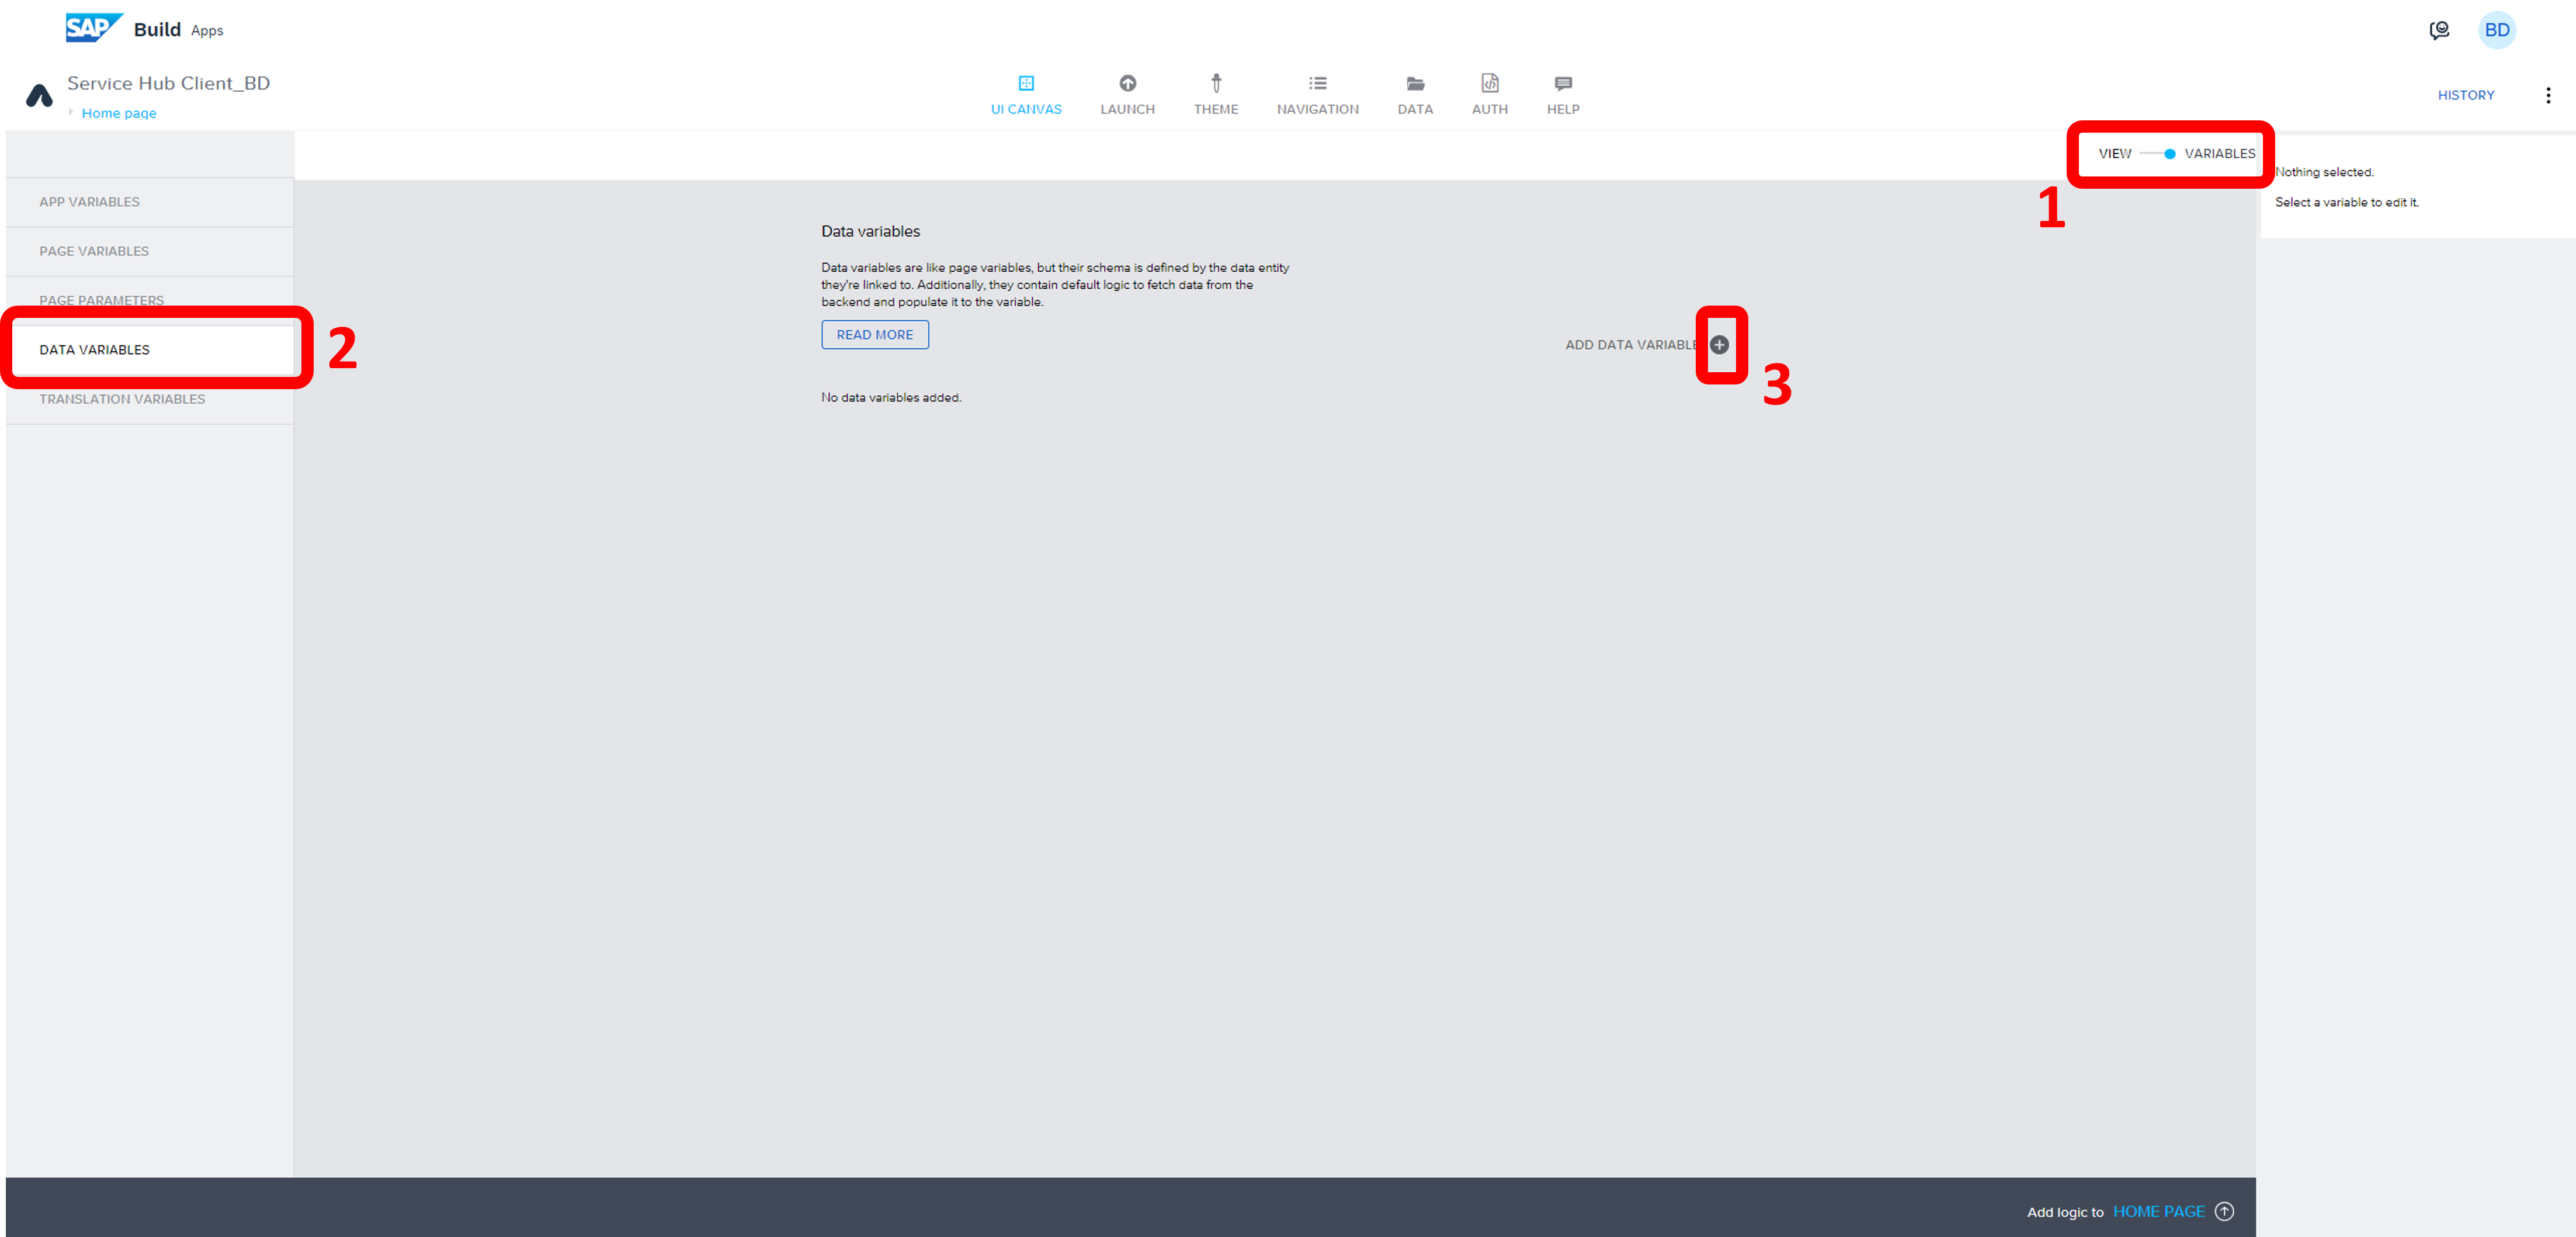 SAP Build Apps
BD
Service Hub Client_BD
Home page
UI CANVAS
LAUNCH
THEME
NAVIGATION
DATA
AUTH
HELP
HISTORY
VIEW VARIABLES
1
Nothing selected.
Select a variable to edit it.
APP VARIABLES
PAGE VARIABLES
PAGE PARAMETERS
DATA VARIABLES
2
TRANSLATION VARIABLES
Data variables
Data variables are like page variables, but their schema is defined by the data entity
they're linked to. Additionally, they contain default logic to fetch data from the
backend and populate it to the variable.
READ MORE
ADD DATA VARIABLE
3
No data variables added.
Add logic to HOME PAGE